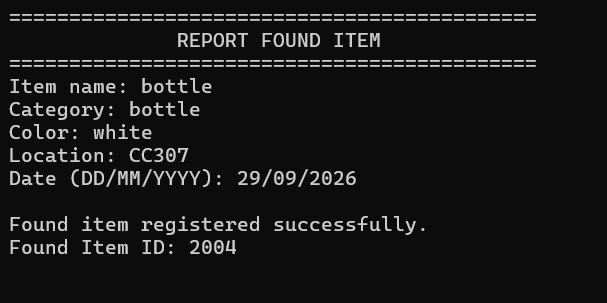 ============================================
REPORT FOUND ITEM
============================================
Item name: bottle
Category: bottle
Color: white
Location: CC307
Date (DD/MM/YYYY): 29/09/2026
Found item registered successfully.
Found Item ID: 2004